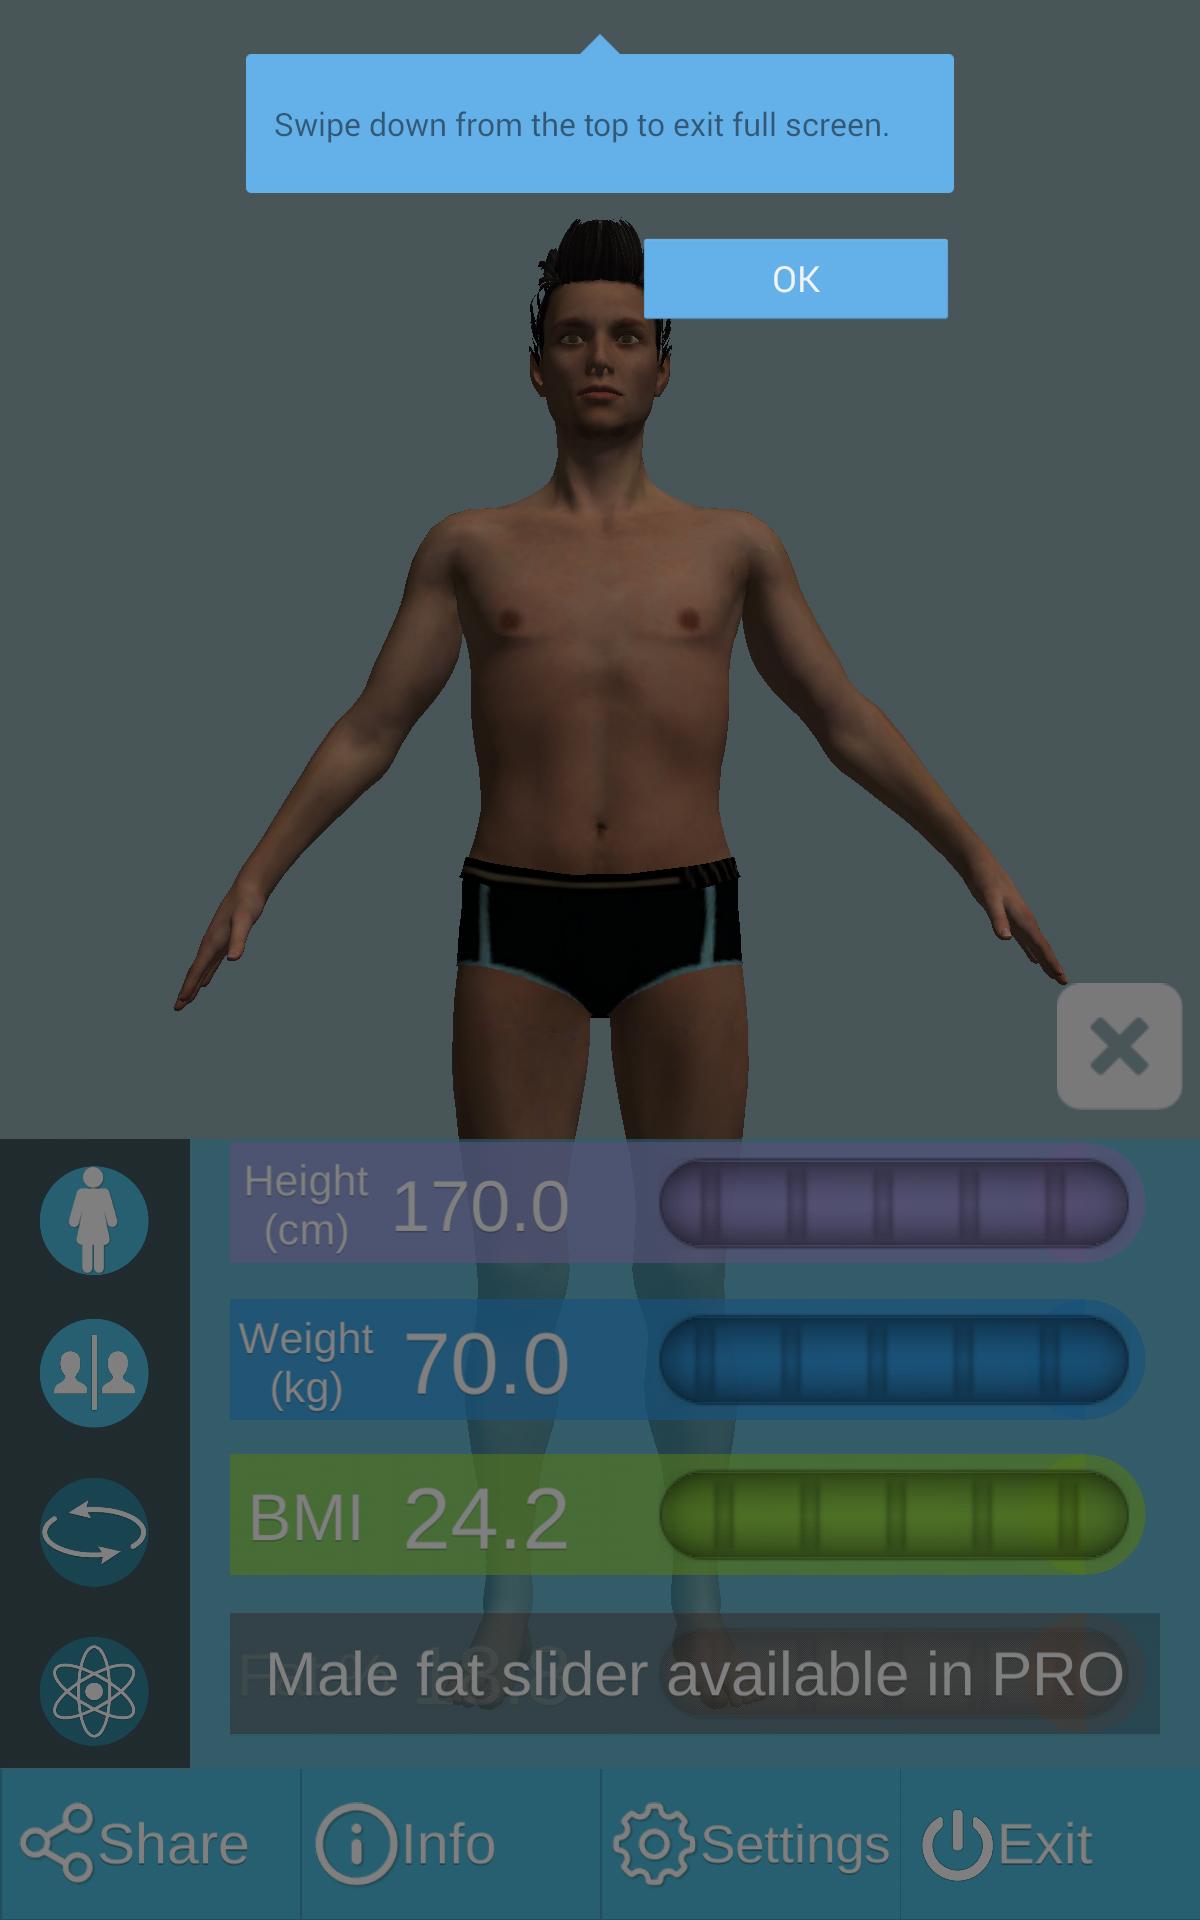 Swipe down from the top to exit full screen.
OK
Height
(cm)
170.0
Weight
(kg)
70.0
BMI
24.2
Male fat slider available in PRO
Share
Info
Settings
Exit